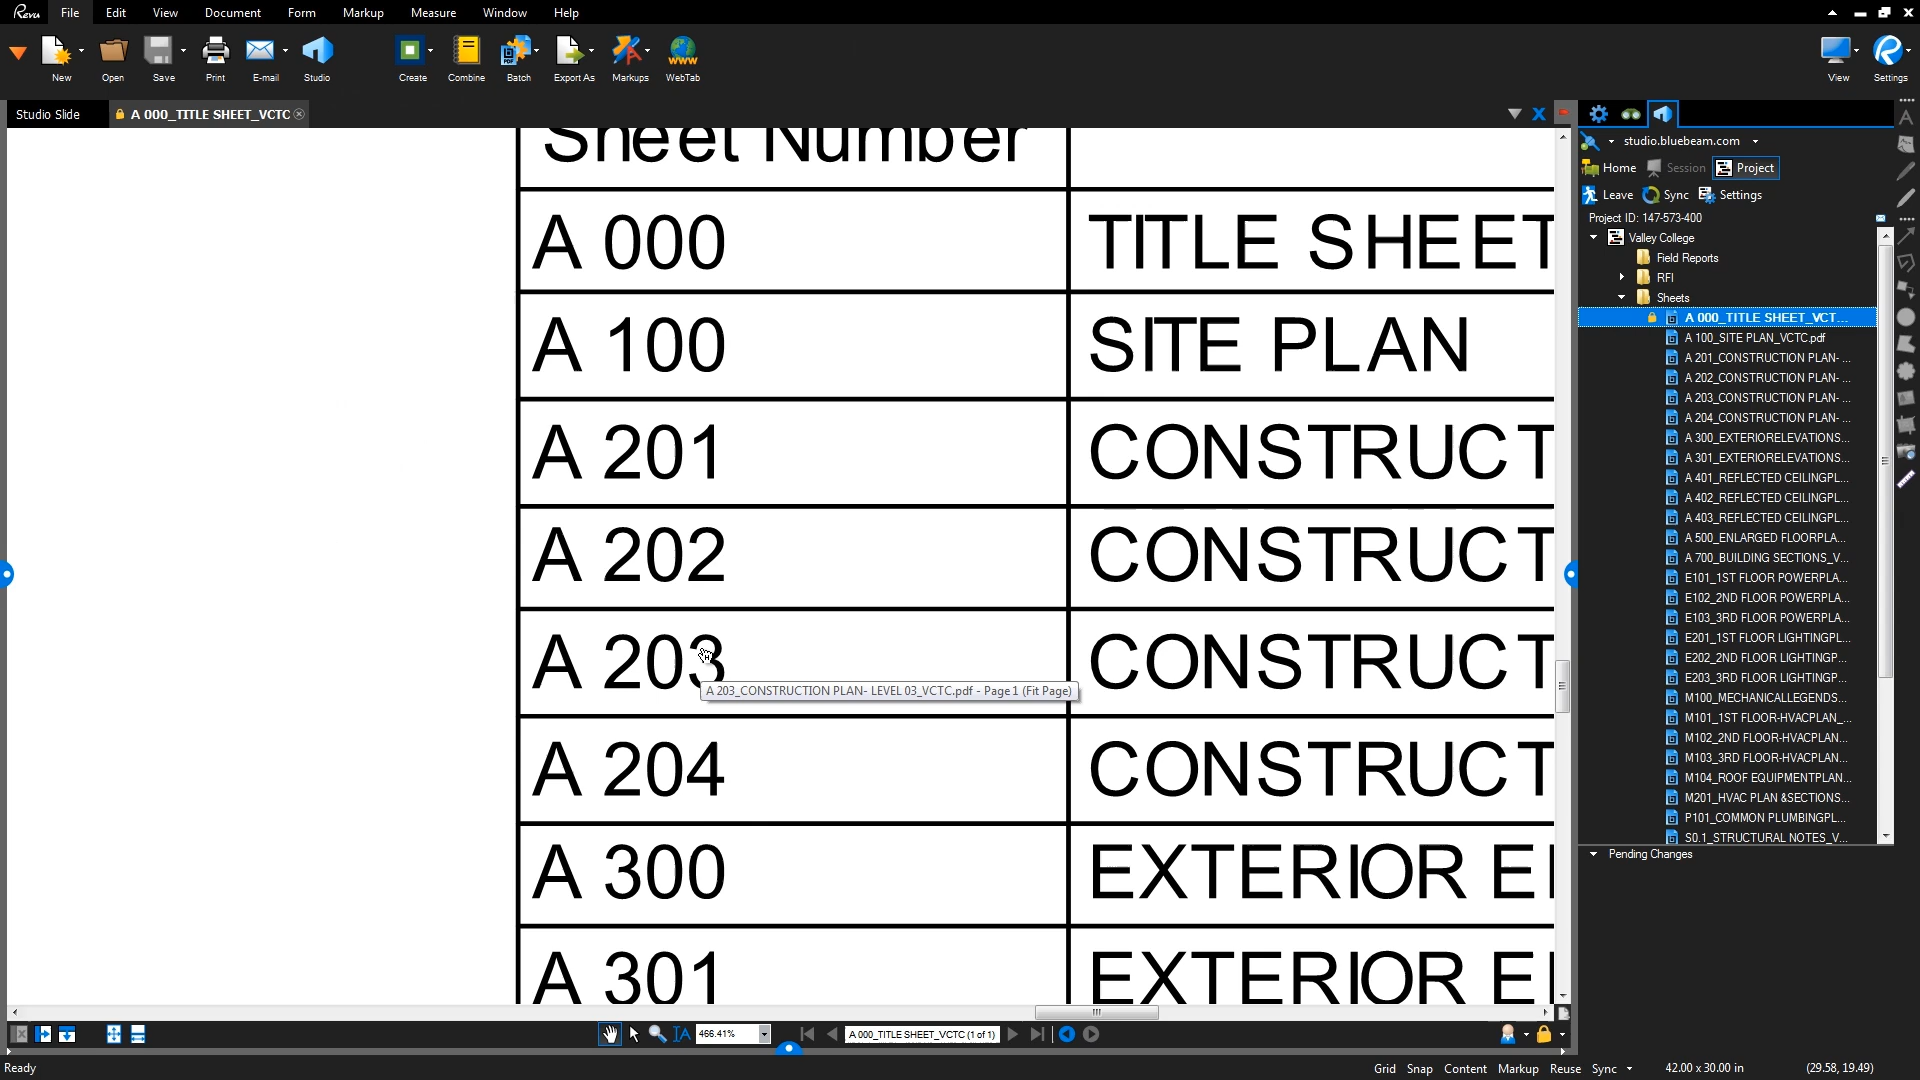 Revu File Edit View Document Form Markup Measure Window Help
New Open Save Print E-mail Studio Create Combine Batch Export As Markups WebTab View Settings
Studio Slide A 000_TITLE SHEET_VCTC
studio.bluebeam.com
Home Session Project
Leave Sync Settings
Project ID: 147-573-400
Valley College
Field Reports
RFI
Sheets
A 000_TITLE SHEET_VCT...
A 100_SITE PLAN_VCTC.pdf
A 201_CONSTRUCTION PLAN- ...
A 202_CONSTRUCTION PLAN- ...
A 203_CONSTRUCTION PLAN- ...
A 204_CONSTRUCTION PLAN- ...
A 300_EXTERIORELEVATIONS...
A 301_EXTERIORELEVATIONS...
A 401_REFLECTED CEILINGPL...
A 402_REFLECTED CEILINGPL...
A 403_REFLECTED CEILINGPL...
A 500_ENLARGED FLOORPLA...
A 700_BUILDING SECTIONS_V...
E101_1ST FLOOR POWERPLA...
E102_2ND FLOOR POWERPLA...
E103_3RD FLOOR POWERPLA...
E201_1ST FLOOR LIGHTINGPL...
E202_2ND FLOOR LIGHTINGP...
E203_3RD FLOOR LIGHTINGP...
M100_MECHANICALLEGENDS...
M101_1ST FLOOR-HVACPLAN_...
M102_2ND FLOOR-HVACPLAN...
M103_3RD FLOOR-HVACPLAN...
M104_ROOF EQUIPMENTPLAN...
M201_HVAC PLAN &SECTIONS...
P101_COMMON PLUMBINGPL...
S0.1_STRUCTURAL NOTES_V...
Pending Changes
Sheet Number
A 000 TITLE SHEET
A 100 SITE PLAN
A 201 CONSTRUCT
A 202 CONSTRUCT
A 203 CONSTRUCT
A 203_CONSTRUCTION PLAN- LEVEL 03_VCTC.pdf - Page 1 (Fit Page)
A 204 CONSTRUCT
A 300 EXTERIOR EL
A 301 EXTERIOR EL
466.41% A 000_TITLE SHEET_VCTC (1 of 1)
Ready Grid Snap Content Markup Reuse Sync 42.00 x 30.00 in (29.58, 19.49)